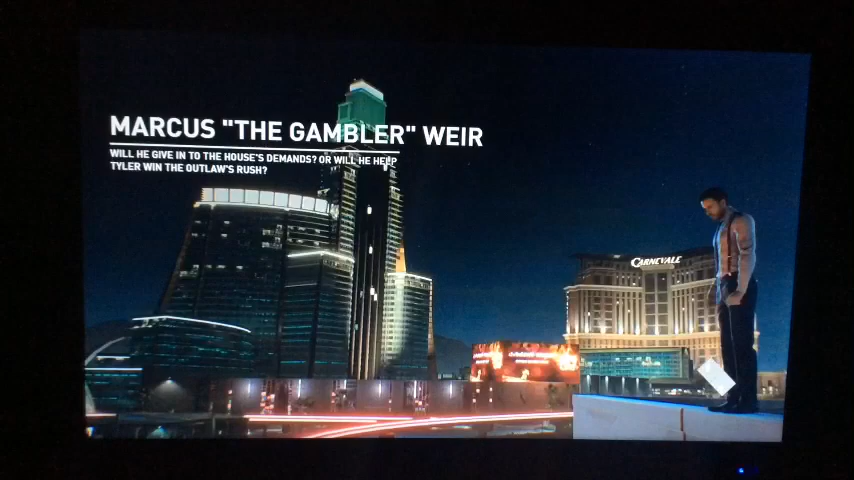 MARCUS "THE GAMBLER" WEIR
WILL HE GIVE IN TO THE HOUSE'S DEMANDS? OR WILL HE HELP
TYLER WIN THE OUTLAW'S RUSH?
CARNEVALE